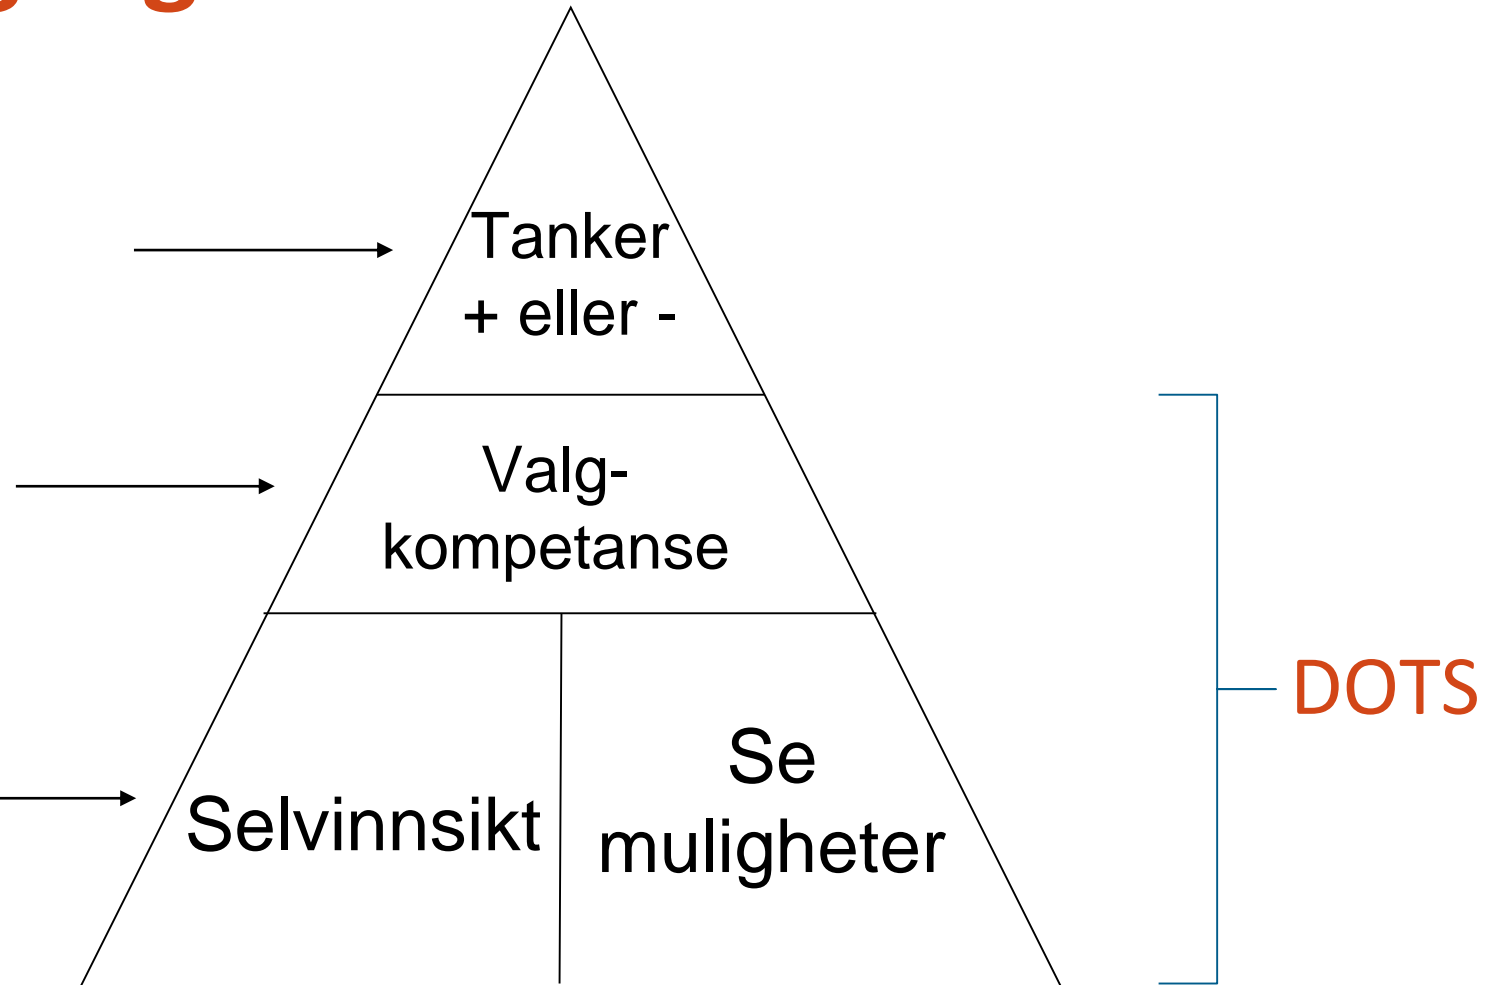 Tanker
+ eller -
Valg-
kompetanse
DOTS
Selvinnsikt
Se
muligheter